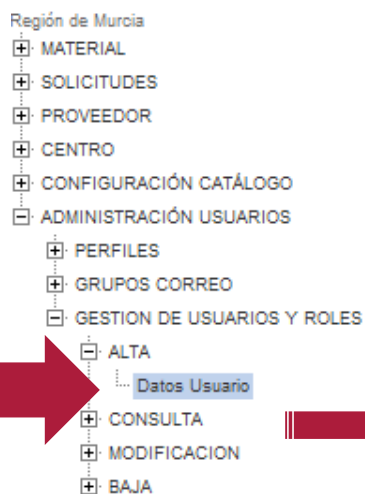 Región de Murcia
MATERIAL
SOLICITUDES
PROVEEDOR
CENTRO
CONFIGURACIÓN CATÁLOGO
ADMINISTRACIÓN USUARIOS
PERFILES
GRUPOS CORREO
GESTION DE USUARIOS Y ROLES
ALTA
Datos Usuario
CONSULTA
MODIFICACION
BAJA